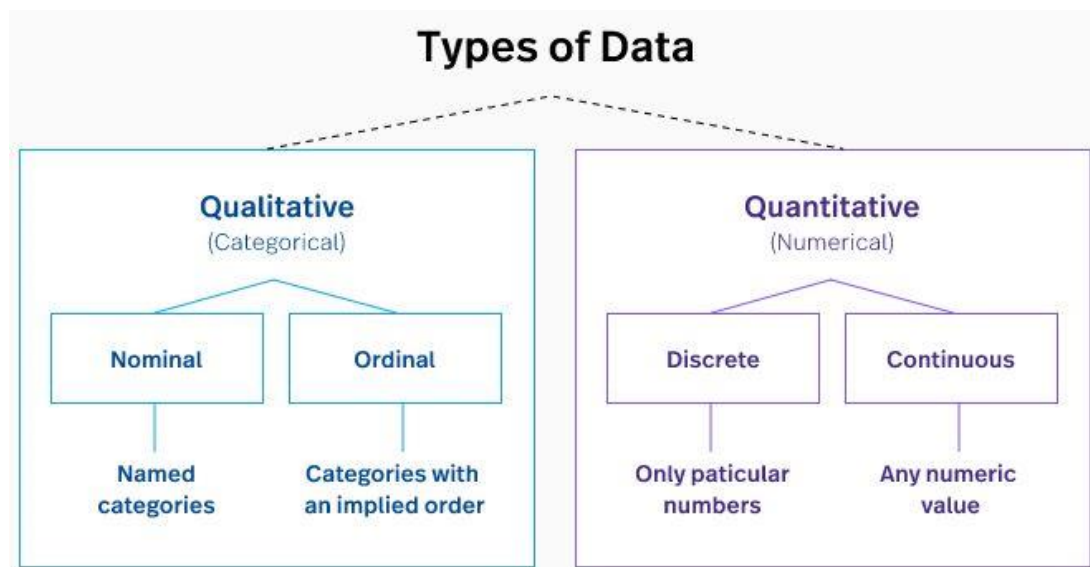 Types of Data
Qualitative
(Categorical)
Nominal
Ordinal
Named
categories
Categories with
an implied order
Quantitative
(Numerical)
Discrete
Continuous
Only paticular
numbers
Any numeric
value